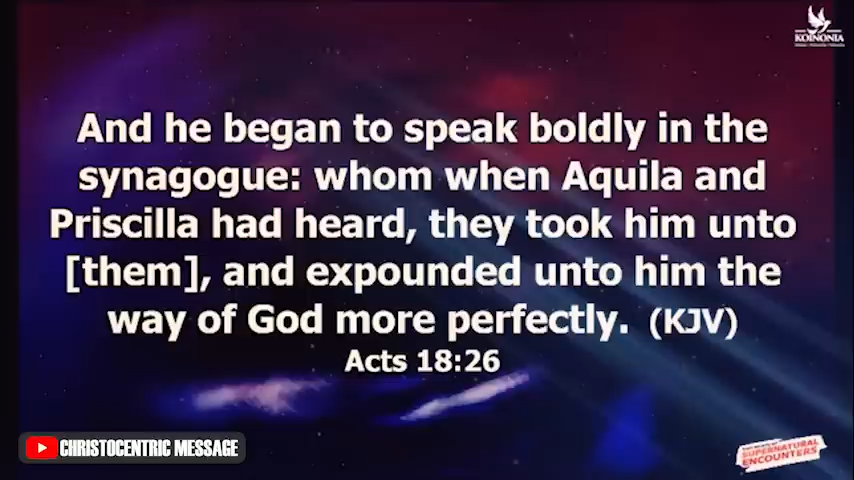 KOINONIA
And he began to speak boldly in the
synagogue: whom when Aquila and
Priscilla had heard, they took him unto
[them], and expounded unto him the
way of God more perfectly. (KJV)
Acts 18:26
CHRISTOCENTRIC MESSAGE
SUPERNATURAL
ENCOUNTERS